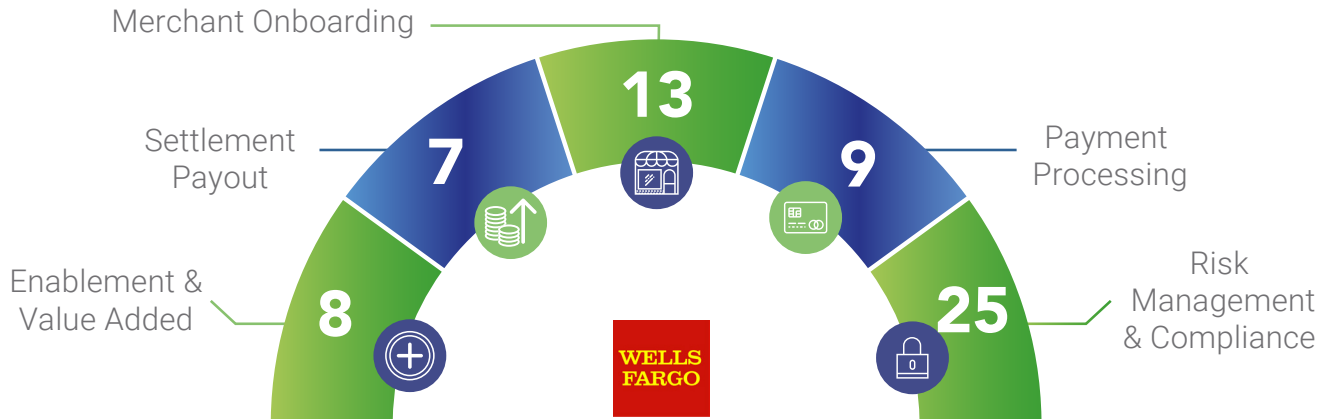 Merchant Onboarding
13
Settlement
Payout
7
9
Payment
Processing
Enablement &
Value Added
8
25
Risk
Management
& Compliance
WELLS
FARGO
0